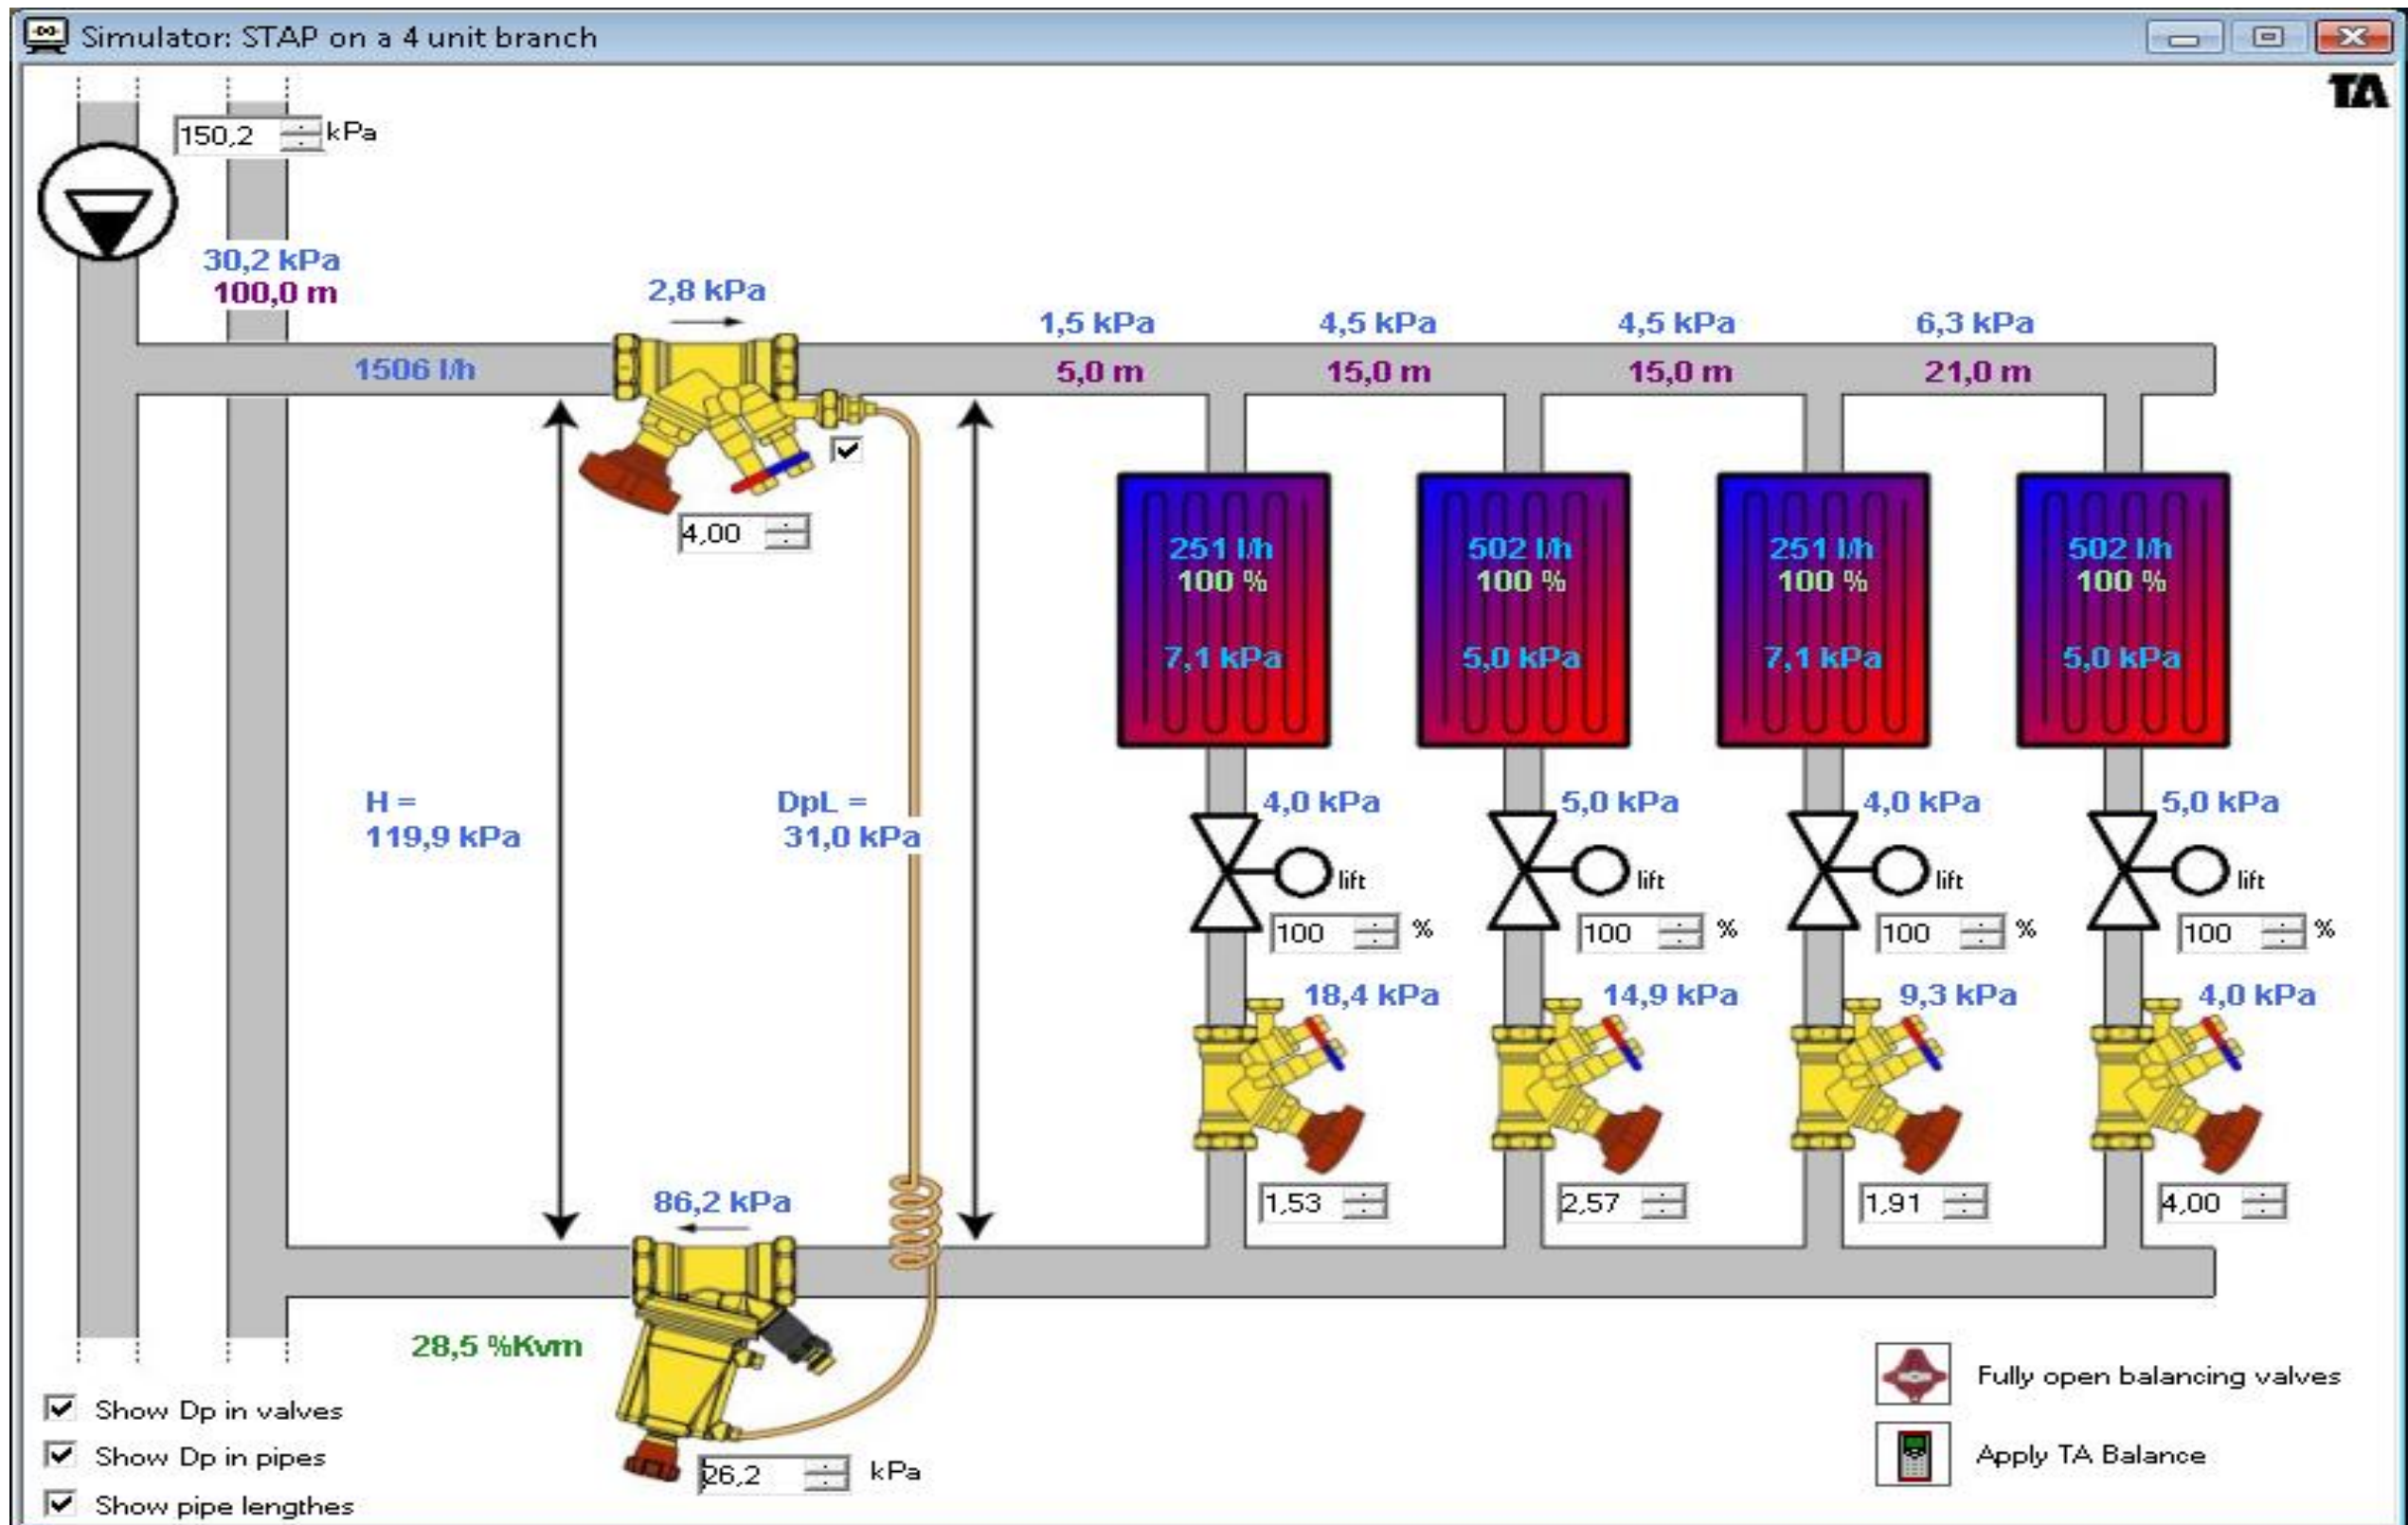 Simulator: STAP on a 4 unit branch
TA
150,2 kPa
30,2 kPa
100,0 m
2,8 kPa
1,5 kPa 4,5 kPa 4,5 kPa 6,3 kPa
1506 l/h
5,0 m 15,0 m 15,0 m 21,0 m
4,00
251 l/h 502 l/h 251 l/h 502 l/h
100 % 100 % 100 % 100 %
7,1 kPa 5,0 kPa 7,1 kPa 5,0 kPa
H =
119,9 kPa
DpL =
31,0 kPa
4,0 kPa 5,0 kPa 4,0 kPa 5,0 kPa
lift lift lift lift
100 % 100 % 100 % 100 %
18,4 kPa 14,9 kPa 9,3 kPa 4,0 kPa
86,2 kPa
1,53 2,57 1,91 4,00
28,5 %Kvm
Show Dp in valves
Show Dp in pipes
Show pipe lengthes
26,2 kPa
Fully open balancing valves
Apply TA Balance